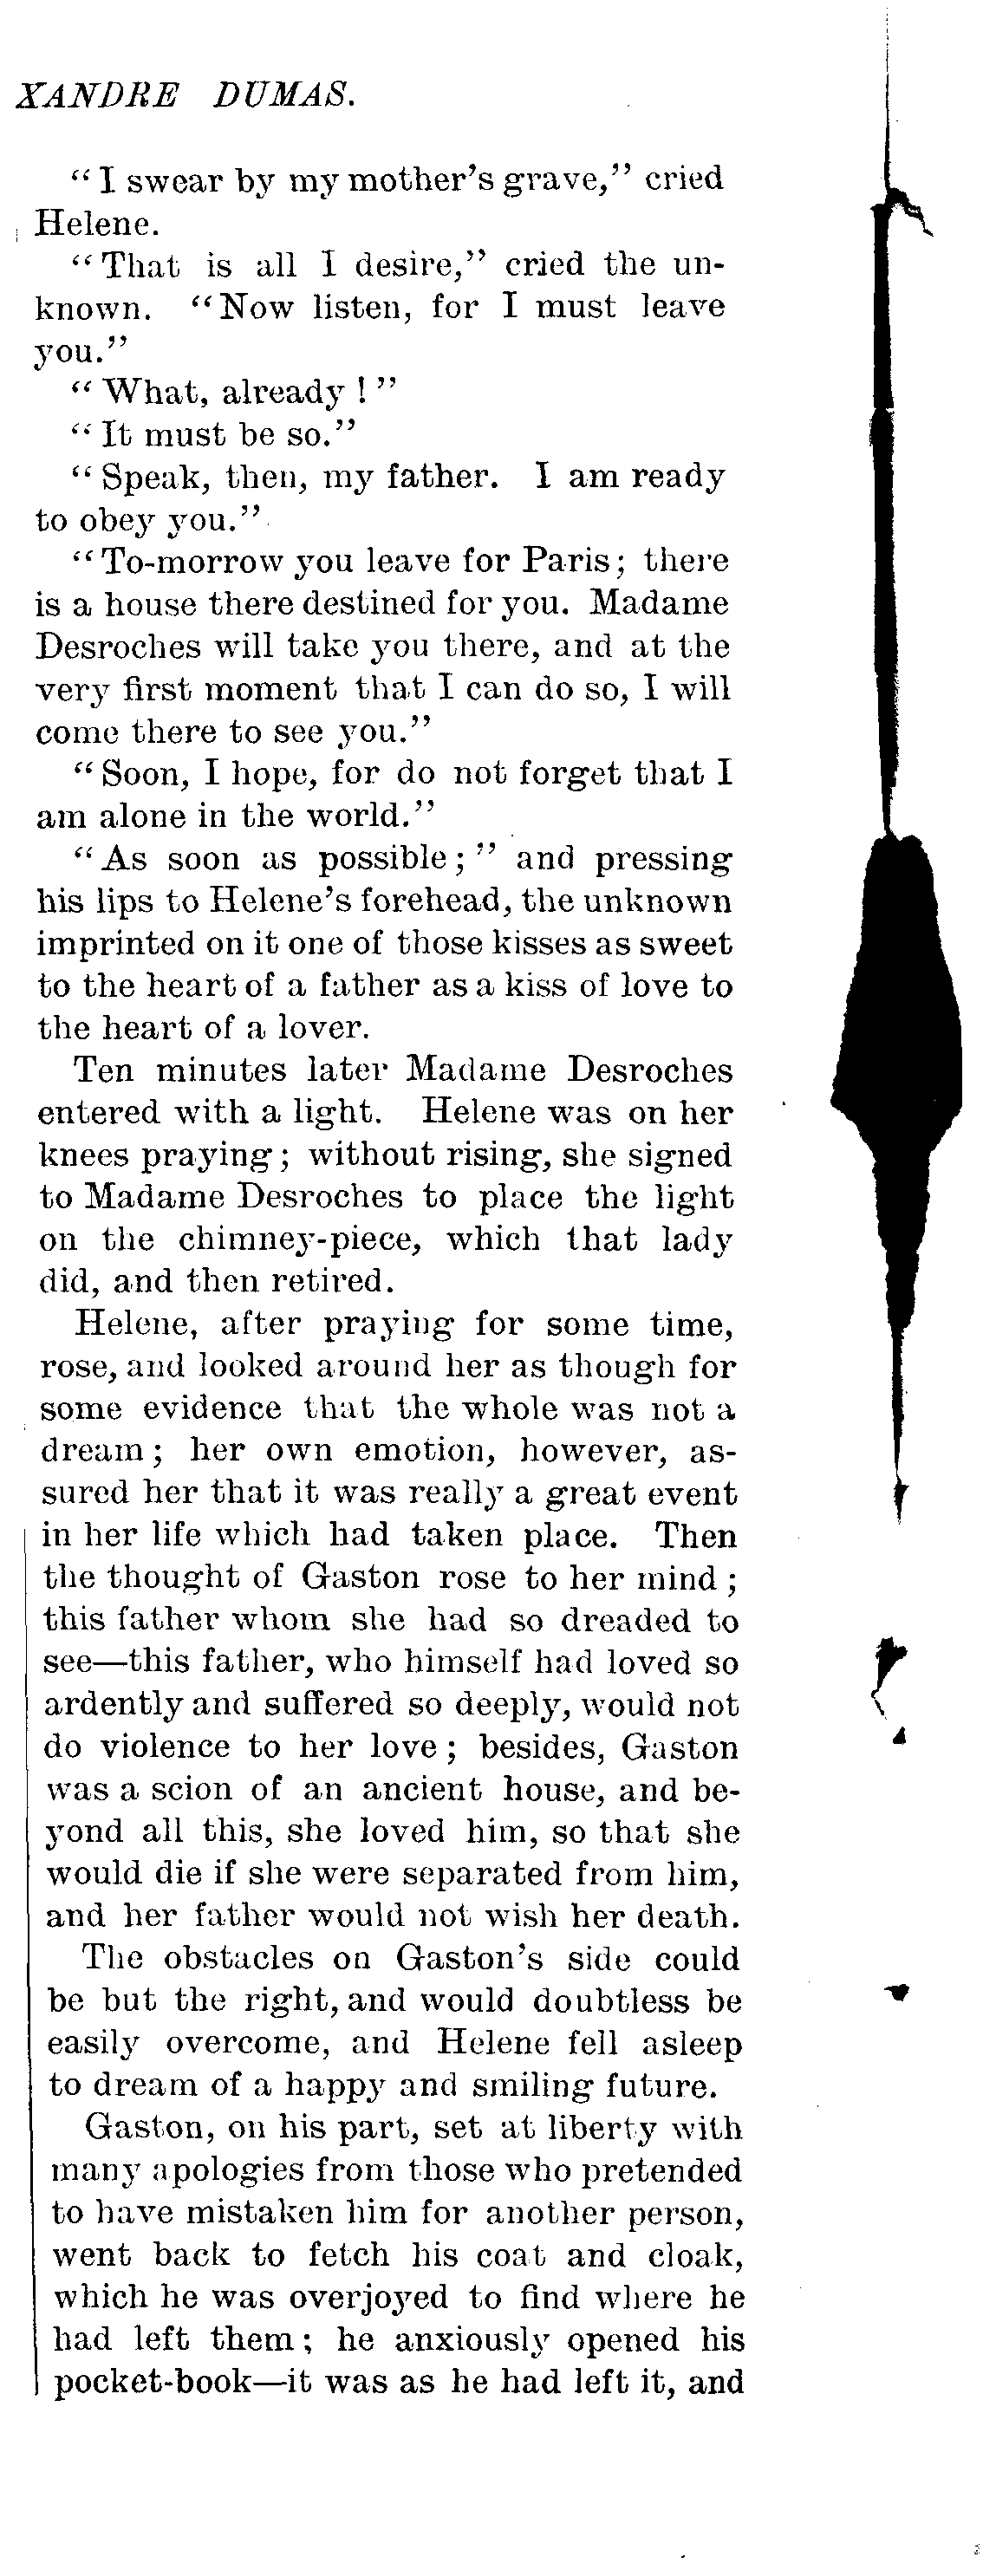 XANDRE DUMAS.
“I swear by my mother’s grave,” cried
Helene.
“That is all I desire,” cried the un-
known. “Now listen, for I must leave
you.”
“What, already!”
“It must be so.”
“Speak, then, my father. I am ready
to obey you.”
“To-morrow you leave for Paris; there
is a house there destined for you. Madame
Desroches will take you there, and at the
very first moment that I can do so, I will
come there to see you.”
“Soon, I hope, for do not forget that I
am alone in the world.”
“As soon as possible;” and pressing
his lips to Helene’s forehead, the unknown
imprinted on it one of those kisses as sweet
to the heart of a father as a kiss of love to
the heart of a lover.
Ten minutes later Madame Desroches
entered with a light. Helene was on her
knees praying; without rising, she signed
to Madame Desroches to place the light
on the chimney-piece, which that lady
did, and then retired.
Helene, after praying for some time,
rose, and looked around her as though for
some evidence that the whole was not a
dream; her own emotion, however, as-
sured her that it was really a great event
in her life which had taken place. Then
the thought of Gaston rose to her mind;
this father whom she had so dreaded to
see—this father, who himself had loved so
ardently and suffered so deeply, would not
do violence to her love; besides, Gaston
was a scion of an ancient house, and be-
yond all this, she loved him, so that she
would die if she were separated from him,
and her father would not wish her death.
The obstacles on Gaston’s side could
be but the right, and would doubtless be
easily overcome, and Helene fell asleep
to dream of a happy and smiling future.
Gaston, on his part, set at liberty with
many apologies from those who pretended
to have mistaken him for another person,
went back to fetch his coat and cloak,
which he was overjoyed to find where he
had left them; he anxiously opened his
pocket-book—it was as he had left it, and